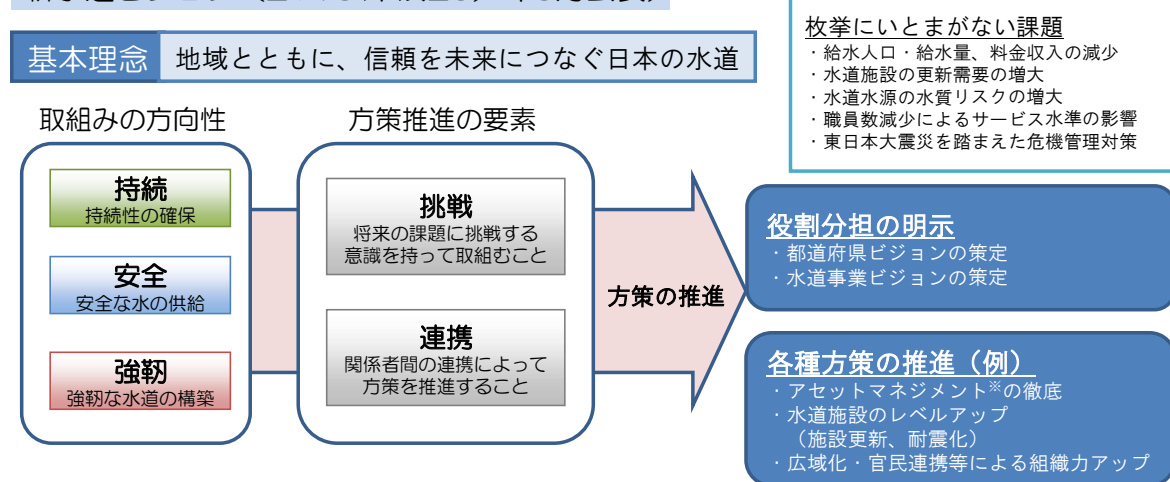 基本理念 地域とともに、信頼を未来につなぐ日本の水道
枚挙にいとまがない課題
・給水人口・給水量、料金収入の減少
・水道施設の更新需要の増大
・水道水源の水質リスクの増大
・職員数減少によるサービス水準の影響
・東日本大震災を踏まえた危機管理対策
取組みの方向性
持続
持続性の確保
安全
安全な水の供給
強靭
強靭な水道の構築
方策推進の要素
挑戦
将来の課題に挑戦する
意識を持って取組むこと
連携
関係者間の連携によって
方策を推進すること
方策の推進
役割分担の明示
・都道府県ビジョンの策定
・水道事業ビジョンの策定
各種方策の推進（例）
・アセットマネジメント※の徹底
・水道施設のレベルアップ
（施設更新、耐震化）
・広域化・官民連携等による組織力アップ